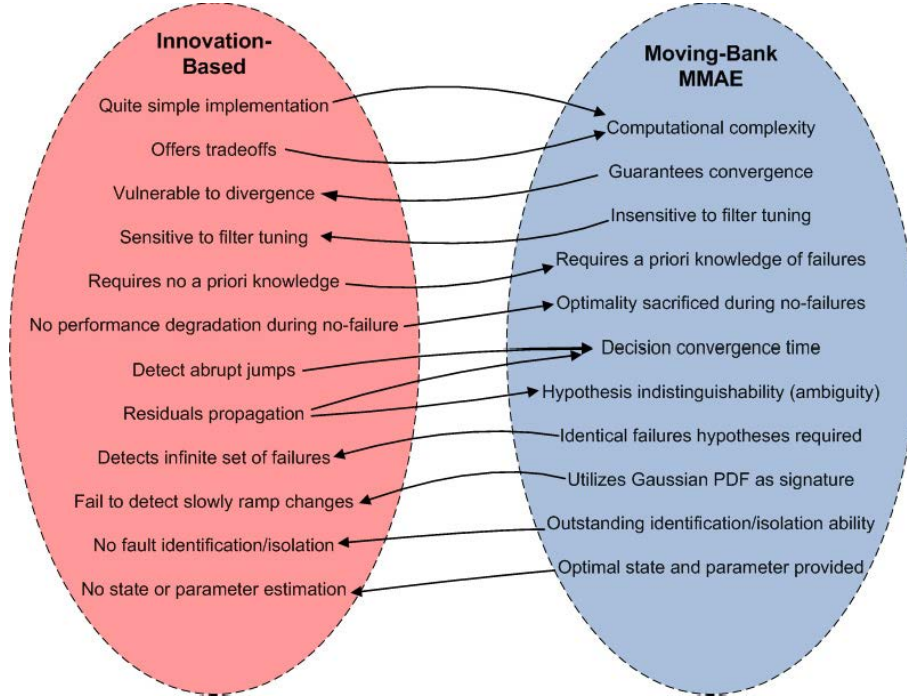 Innovation-
Based
Quite simple implementation
Offers tradeoffs
Vulnerable to divergence
Sensitive to filter tuning
Requires no a priori knowledge
No performance degradation during no-failure
Detect abrupt jumps
Residuals propagation
Detects infinite set of failures
Fail to detect slowly ramp changes
No fault identification/isolation
No state or parameter estimation
Moving-Bank
MMAE
Computational complexity
Guarantees convergence
Insensitive to filter tuning
Requires a priori knowledge of failures
Optimality sacrificed during no-failures
Decision convergence time
Hypothesis indistinguishability (ambiguity)
Identical failures hypotheses required
Utilizes Gaussian PDF as signature
Outstanding identification/isolation ability
Optimal state and parameter provided